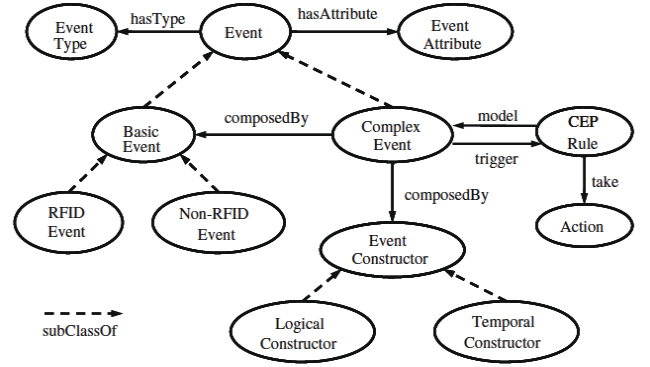 hasType
hasAttribute
Event
Type
Event
Event
Attribute
Basic
Event
composedBy
Complex
Event
model
trigger
CEP
Rule
take
RFID
Event
Non-RFID
Event
composedBy
Action
Event
Constructor
subClassOf
Logical
Constructor
Temporal
Constructor